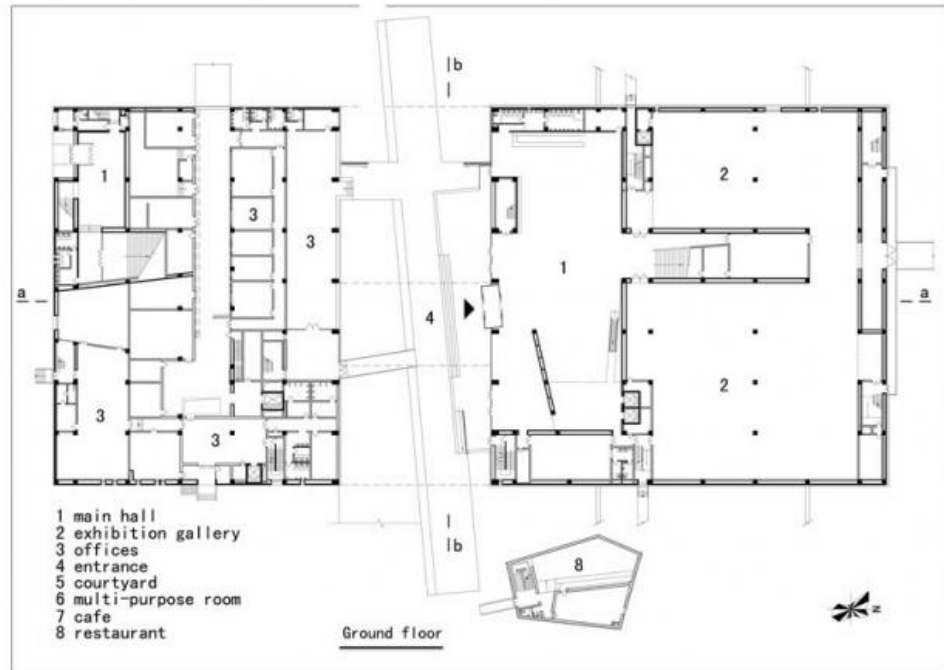 b
2
1
3
3
1
a
a
4
2
3
3
1 main hall
2 exhibition gallery
3 offices
4 entrance
5 courtyard
6 multi-purpose room
7 cafe
8 restaurant
b
8
Ground floor
N